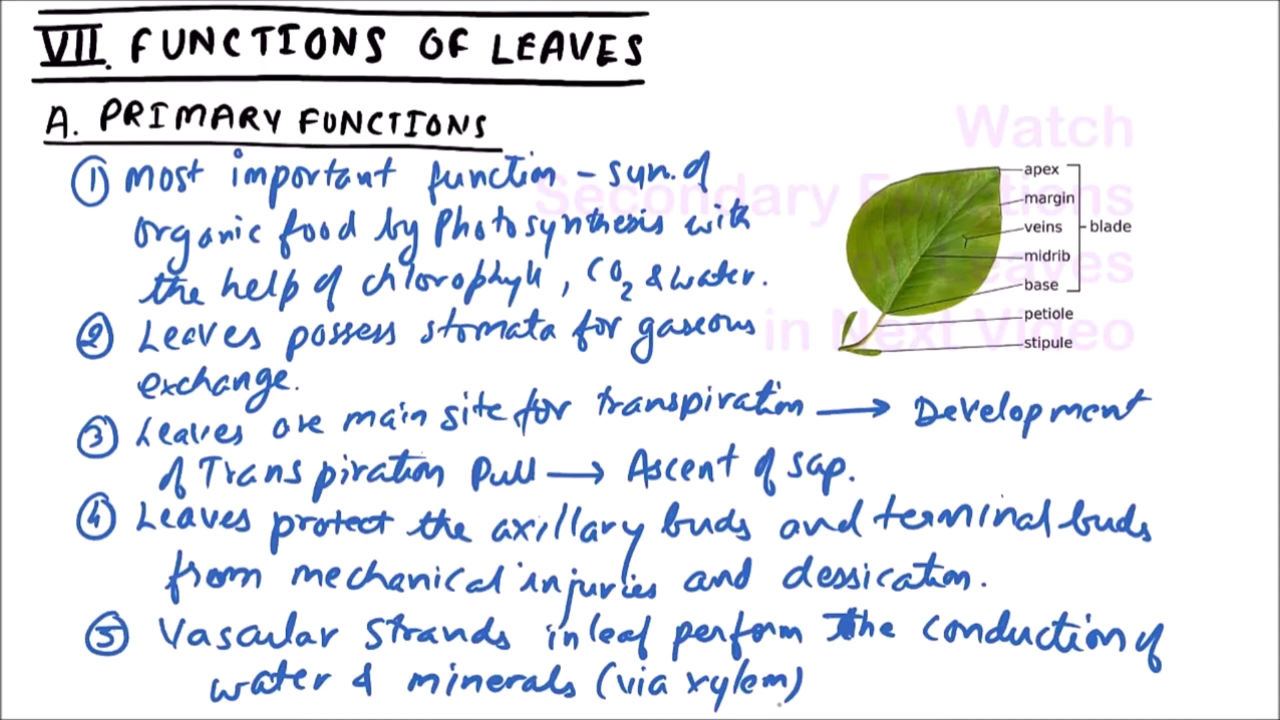 VII. FUNCTIONS OF LEAVES
A. PRIMARY FUNCTIONS
① Most important function - syn. of
organic food by Photosynthesis with
the help of chlorophyll, CO₂ & water.
② Leaves possess stomata for gaseous
exchange.
③ Leaves are main site for transpiration → Development
of Transpiration Pull → Ascent of sap.
④ Leaves protect the axillary buds and terminal buds
from mechanical injuries and dessication.
⑤ Vascular strands in leaf perform the conduction of
water & minerals (via xylem)
Watch
Secondary Functions
of Leaves
in Next Video
apex
margin
veins
blade
midrib
base
petiole
stipule